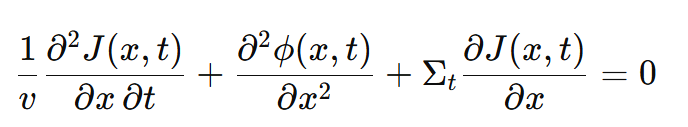 \frac{1}{v} \frac{\partial^2 J(x,t)}{\partial x \, \partial t} + \frac{\partial^2 \phi(x,t)}{\partial x^2} + \Sigma_t \frac{\partial J(x,t)}{\partial x} = 0